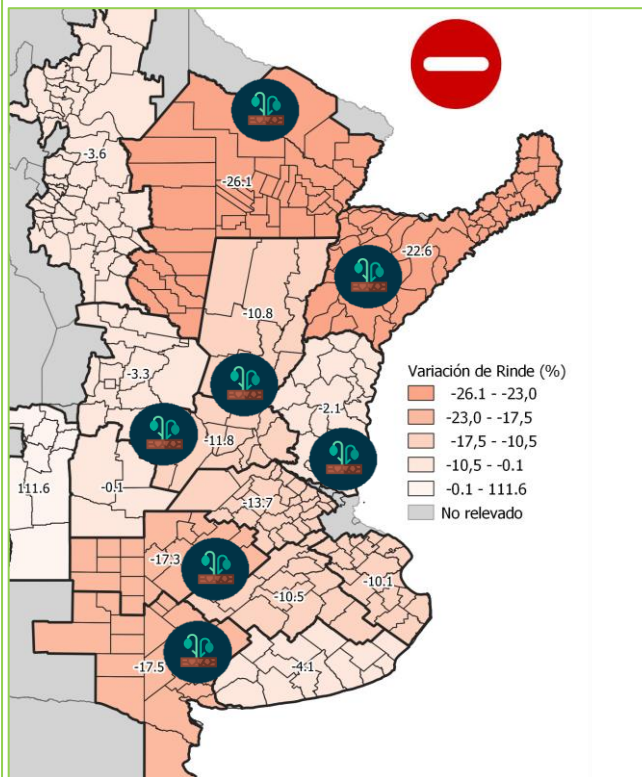 -3.6
-26.1
-22.6
-10.8
-3.3
-2.1
-11.8
111.6
-0.1
-13.7
-17.3
-10.5
-10.1
-17.5
-4.1
Variación de Rinde (%)
-26.1 - -23,0
-23,0 - -17,5
-17,5 - -10,5
-10,5 - -0.1
-0.1 - 111.6
No relevado